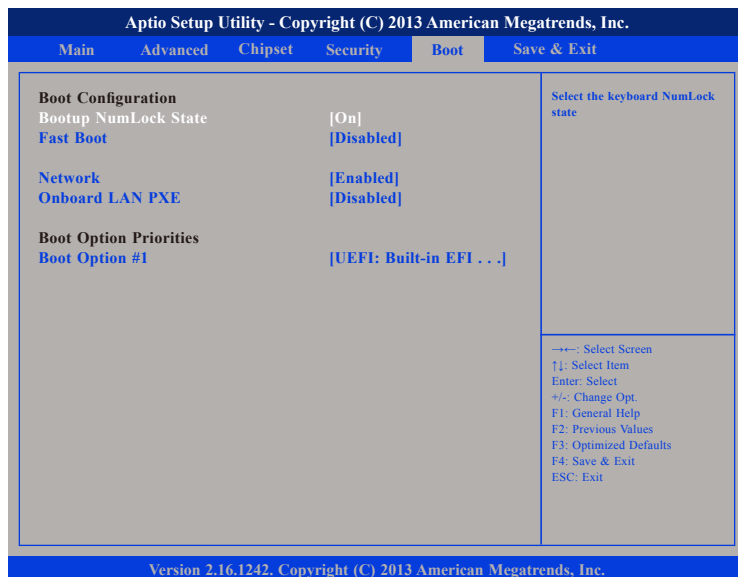 Aptio Setup Utility - Copyright (C) 2013 American Megatrends, Inc.
Main Advanced Chipset Security Boot Save & Exit
Boot Configuration
Bootup NumLock State [On]
Fast Boot [Disabled]
Network [Enabled]
Onboard LAN PXE [Disabled]
Boot Option Priorities
Boot Option #1 [UEFI: Built-in EFI . . .]
Select the keyboard NumLock
state
→←: Select Screen
↑↓: Select Item
Enter: Select
+/-: Change Opt.
F1: General Help
F2: Previous Values
F3: Optimized Defaults
F4: Save & Exit
ESC: Exit
Version 2.16.1242. Copyright (C) 2013 American Megatrends, Inc.